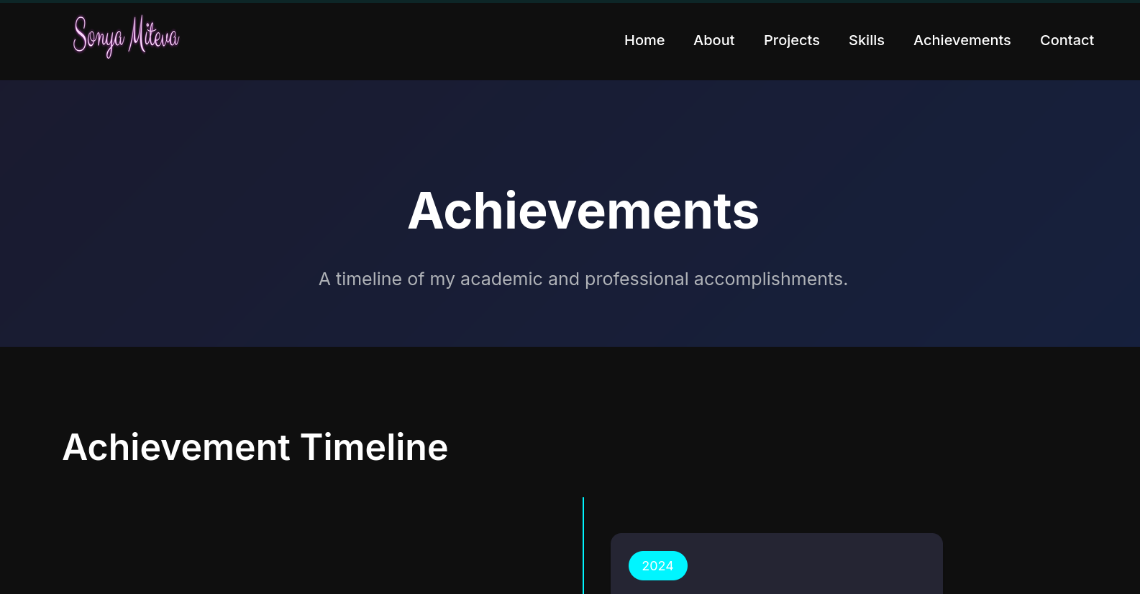 Sonya Miteva
Home About Projects Skills Achievements Contact
Achievements
A timeline of my academic and professional accomplishments.
Achievement Timeline
2024